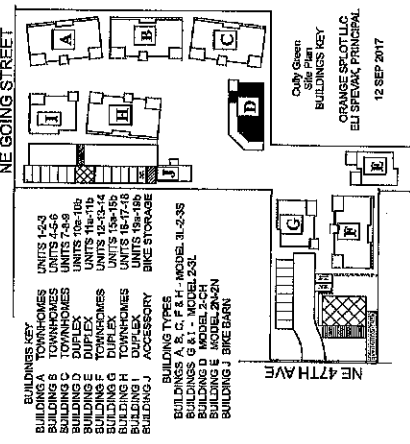 NE GOING STREET
BUILDINGS KEY
BUILDING A TOWNHOMES UNITS 1-2-3
BUILDING B TOWNHOMES UNITS 4-5-6
BUILDING C TOWNHOMES UNITS 7-8-9
BUILDING D DUPLEX UNITS 10a-10b
BUILDING E DUPLEX UNITS 11a-11b
BUILDING F TOWNHOMES UNITS 12-13-14
BUILDING G DUPLEX UNITS 15a-15b
BUILDING H TOWNHOMES UNITS 16-17-18
BUILDING I DUPLEX UNITS 19a-19b
BUILDING J ACCESSORY BIKE STORAGE
BUILDING TYPES
BUILDINGS A, B, C, F & H - MODEL 3L-2-3S
BUILDINGS G & I - MODEL 2-3L
BUILDING D MODEL 2-CH
BUILDING E MODEL 2N-2N
BUILDING J BIKE BARN
A
B
C
I
H
D
J
E
G
F
NE 47TH AVE
Cully Green
Site Plan
BUILDINGS KEY
ORANGE SPLOT LLC
ELI SPEVAK, PRINCIPAL
12 SEP 2017